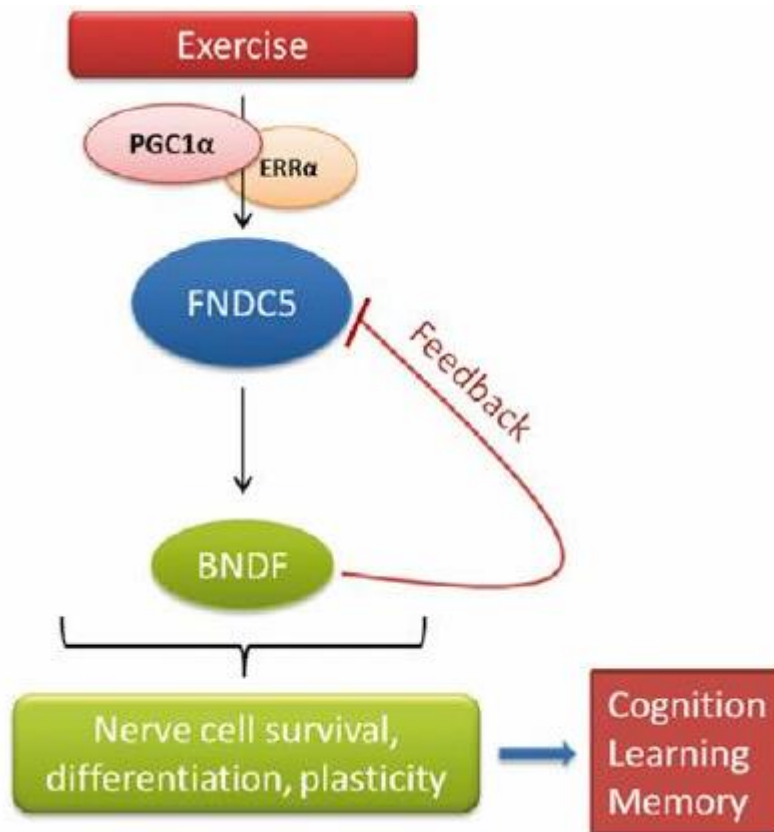 Exercise
PGC1α
ERRα
FNDC5
Feedback
BNDF
Nerve cell survival,
differentiation, plasticity
Cognition
Learning
Memory